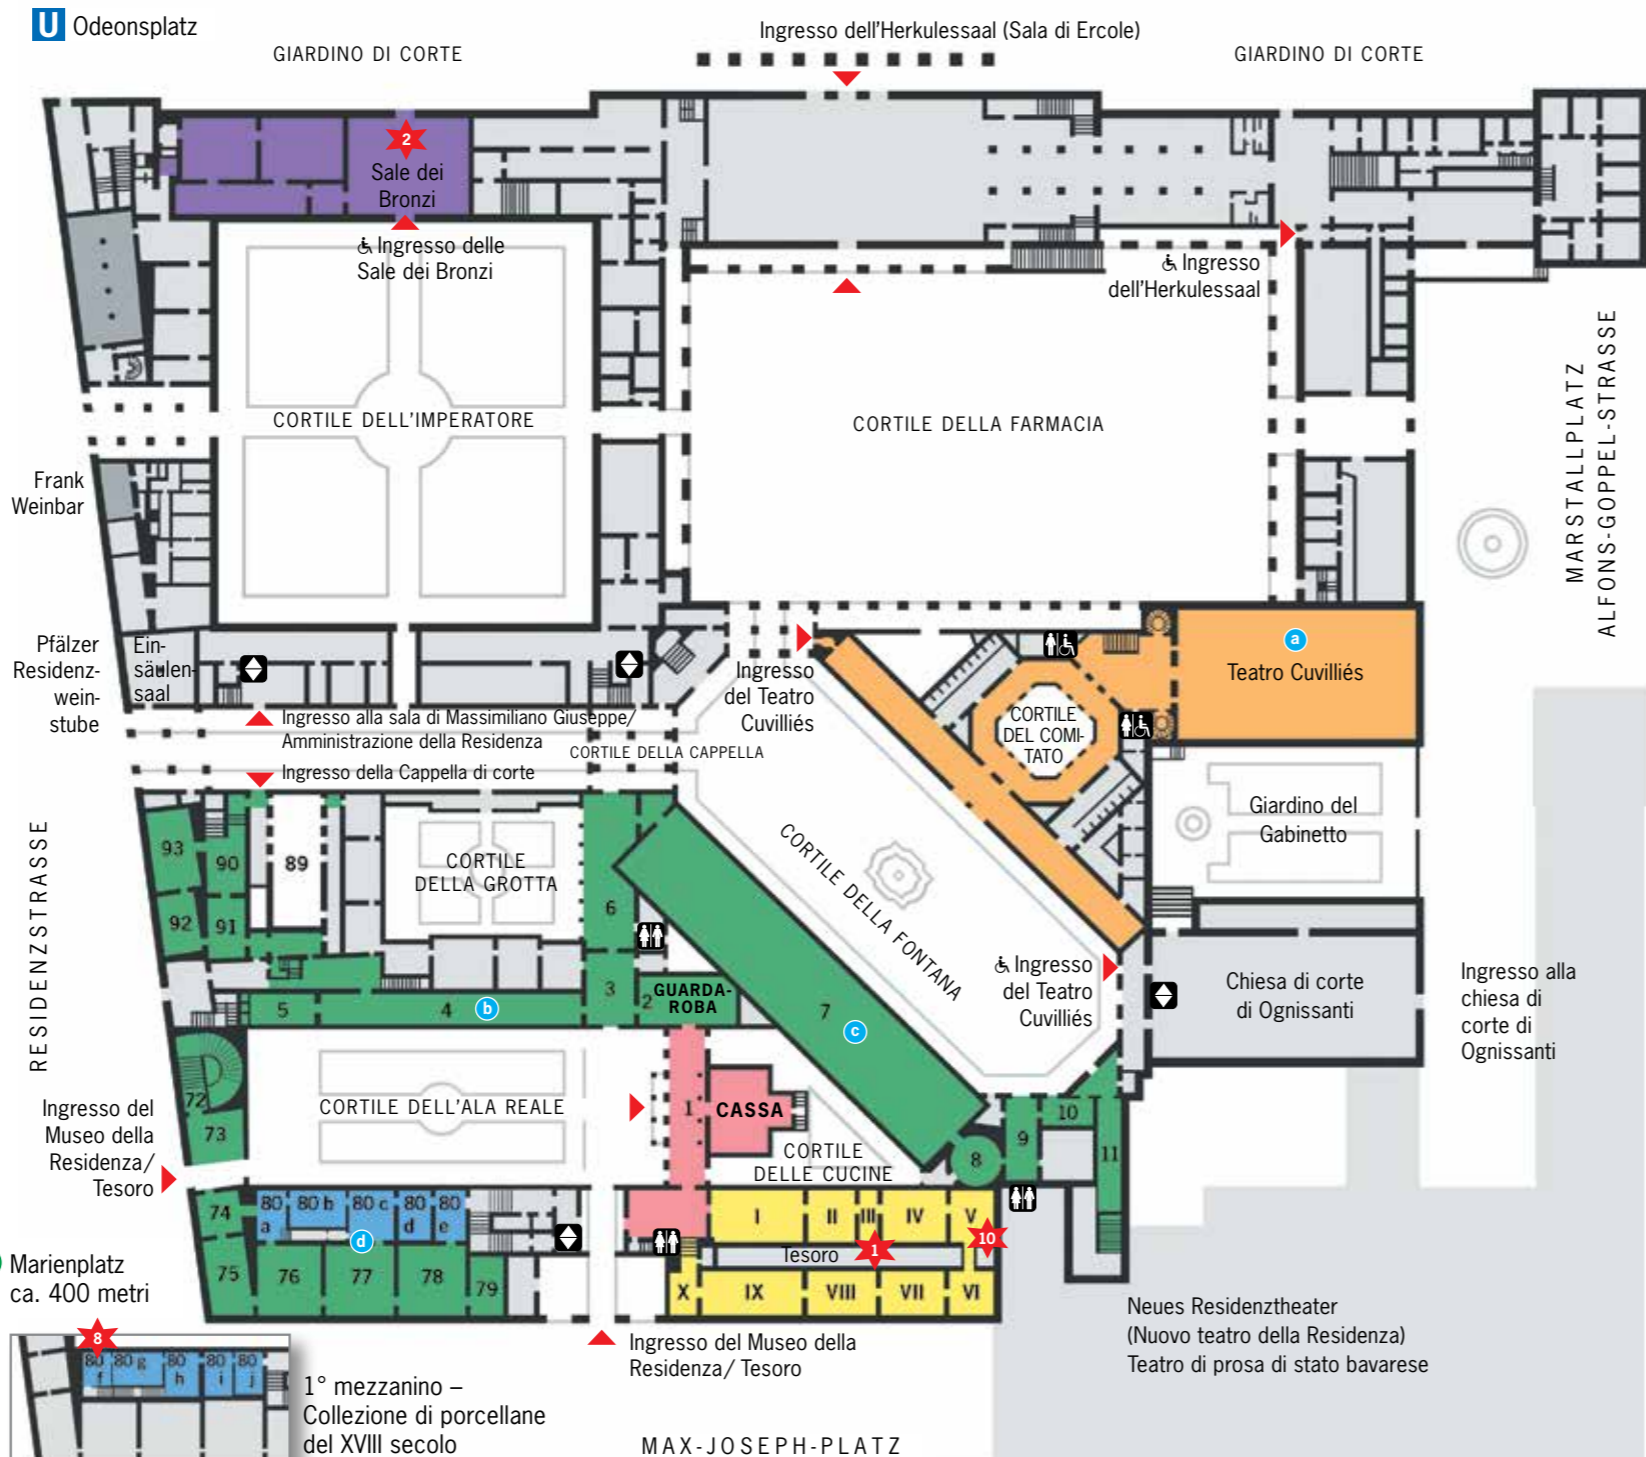 U Odeonsplatz
Ingresso dell'Herkulessaal (Sala di Ercole)
GIARDINO DI CORTE
GIARDINO DI CORTE
2
Sale dei
Bronzi
Ingresso delle
Sale dei Bronzi
Ingresso
dell'Herkulessaal
CORTILE DELL'IMPERATORE
CORTILE DELLA FARMACIA
MARSTALLPLATZ
ALFONS-GOPPEL-STRASSE
Frank
Weinbar
Pfälzer
Residenz-
wein-
stube
Ein-
säulen-
saal
Ingresso
del Teatro
Cuvilliés
a
Teatro Cuvilliés
CORTILE
DEL COMI-
TATO
Ingresso alla sala di Massimiliano Giuseppe/
Amministrazione della Residenza
CORTILE DELLA CAPPELLA
Ingresso della Cappella di corte
Giardino del
Gabinetto
RESIDENZSTRASSE
93
90
89
92
91
CORTILE
DELLA GROTTA
6
CORTILE DELLA FONTANA
Ingresso
del Teatro
Cuvilliés
Chiesa di corte
di Ognissanti
Ingresso alla
chiesa di
corte di
Ognissanti
5
4
b
3
2
GUARDA-
ROBA
7
c
72
73
Ingresso del
Museo della
Residenza/
Tesoro
CORTILE DELL'ALA REALE
1
CASSA
CORTILE
DELLE CUCINE
8
9
10
11
74
80
a
80 b
80 c
80
d
80
e
d
75
76
77
78
79
I
II
III
IV
V
Tesoro
1
10
X
IX
VIII
VII
VI
Marienplatz
ca. 400 metri
Ingresso del Museo della
Residenza/ Tesoro
Neues Residenztheater
(Nuovo teatro della Residenza)
Teatro di prosa di stato bavarese
8
80
f
80 g
80
h
80
i
80
j
1° mezzanino –
Collezione di porcellane
del XVIII secolo
MAX-JOSEPH-PLATZ